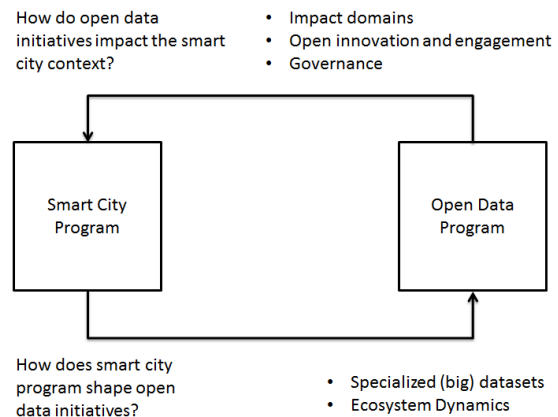 How do open data
initiatives impact the smart
city context?
• Impact domains
• Open innovation and engagement
• Governance
Smart City
Program
Open Data
Program
How does smart city
program shape open
data initiatives?
• Specialized (big) datasets
• Ecosystem Dynamics